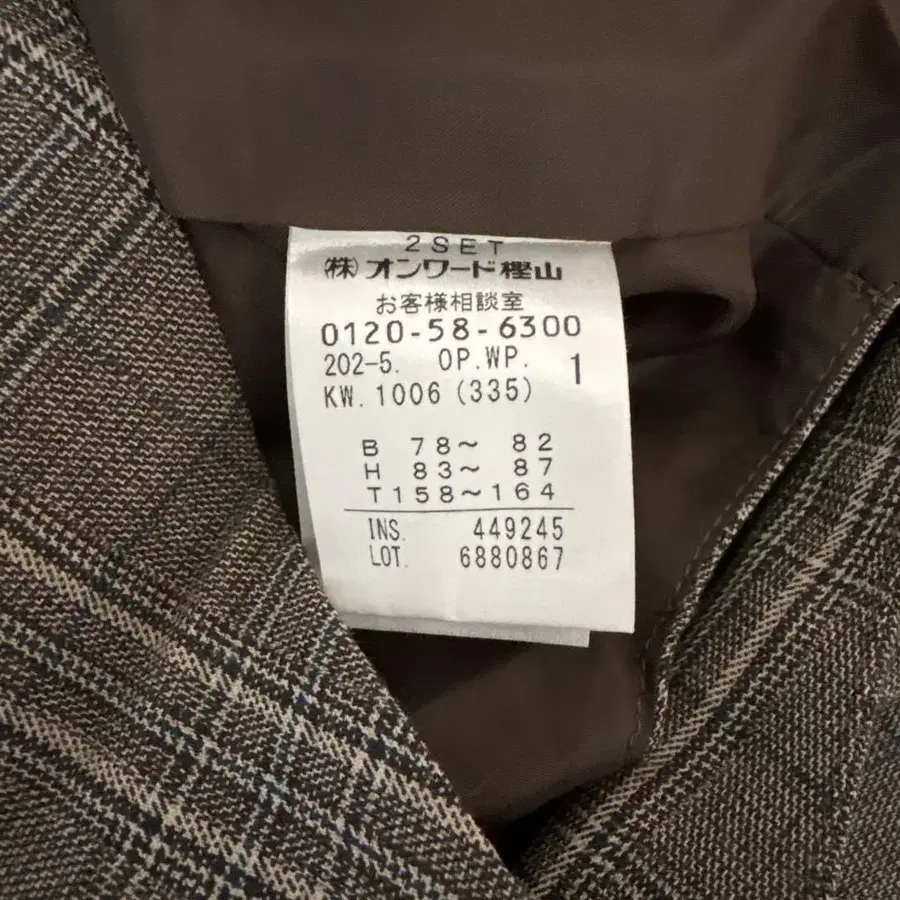 2SET
㈱オンワード樫山
お客様相談室
0120-58-6300
202-5. OP.WP. 1
KW.1006(335)
B 78～ 82
H 83～ 87
T158～164
INS. 449245
LOT. 6880867